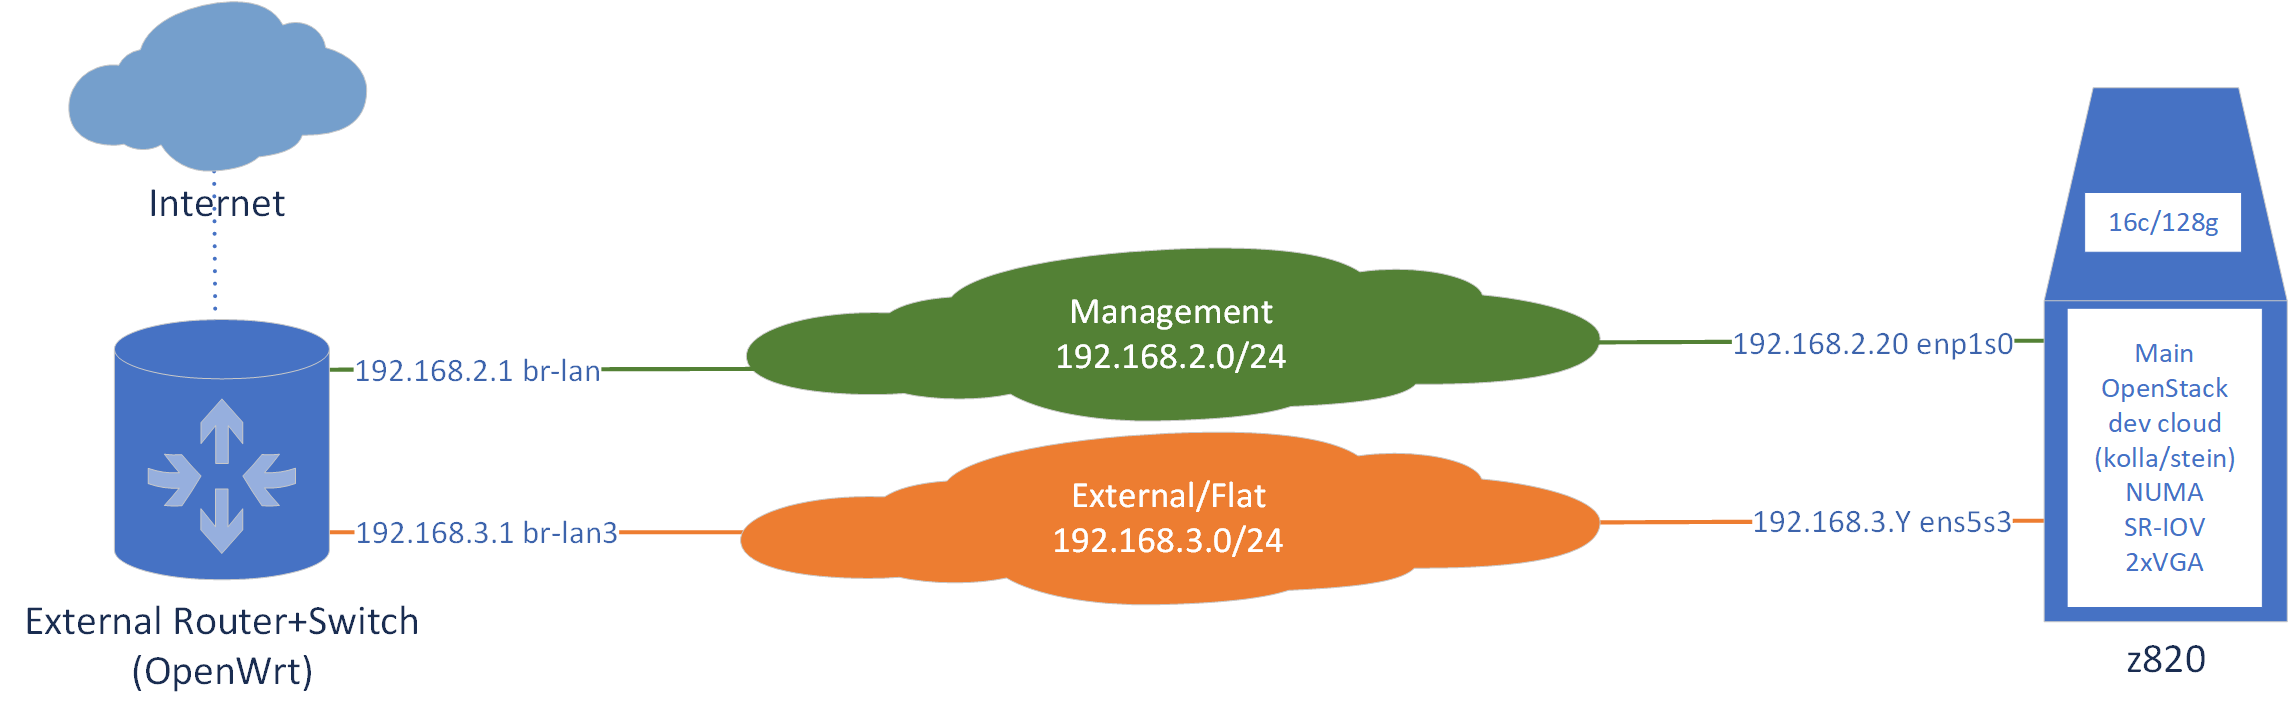 Internet
External Router+Switch
(OpenWrt)
192.168.2.1 br-lan
192.168.3.1 br-lan3
Management
192.168.2.0/24
External/Flat
192.168.3.0/24
192.168.2.20 enp1s0
192.168.3.Y ens5s3
16c/128g
Main
OpenStack
dev cloud
(kolla/stein)
NUMA
SR-IOV
2xVGA
z820